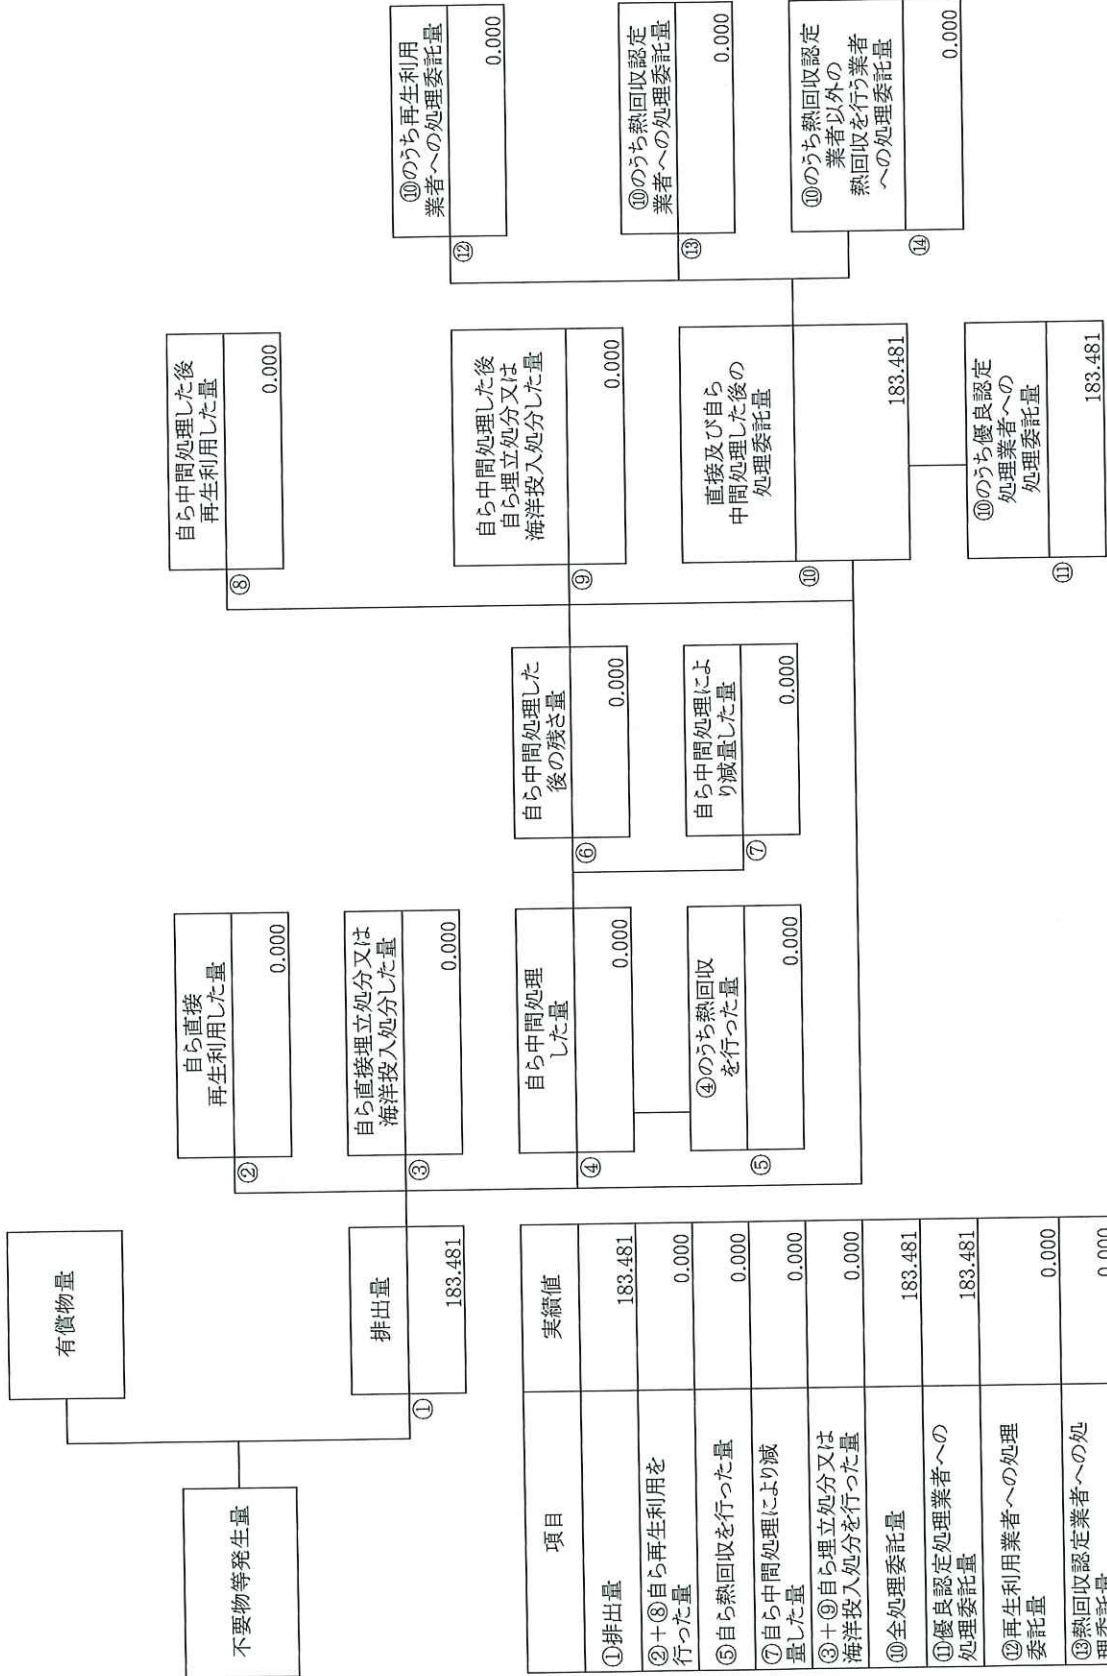 不要物等発生量
有償物量
排出量
① 183.481
自ら直接
再生利用した量
② 0.000
自ら直接埋立処分又は
海洋投入処分した量
③ 0.000
自ら中間処理
した量
④ 0.000
④のうち熱回収
を行った量
⑤ 0.000
自ら中間処理した
後の残さ量
⑥ 0.000
自ら中間処理によ
り減量した量
⑦ 0.000
自ら中間処理した後
再生利用した量
⑧ 0.000
自ら中間処理した後
自ら埋立処分又は
海洋投入処分した量
⑨ 0.000
直接及び自ら
中間処理した後の
処理委託量
⑩ 183.481
⑩のうち優良認定
処理業者への
処理委託量
⑪ 183.481
⑩のうち再生利用
業者への処理委託量
⑫ 0.000
⑩のうち熱回収認定
業者への処理委託量
⑬ 0.000
⑩のうち熱回収認定
業者以外の
熱回収を行う業者
への処理委託量
⑭ 0.000
項目 実績値
①排出量 183.481
②+⑧自ら再生利用を
行った量 0.000
⑤自ら熱回収を行った量 0.000
⑦自ら中間処理により減
量した量 0.000
③+⑨自ら埋立処分又は
海洋投入処分を行った量 0.000
⑩全処理委託量 183.481
⑪優良認定処理業者への
処理委託量 183.481
⑫再生利用業者への処理
委託量 0.000
⑬熱回収認定業者への処
理委託量 0.000